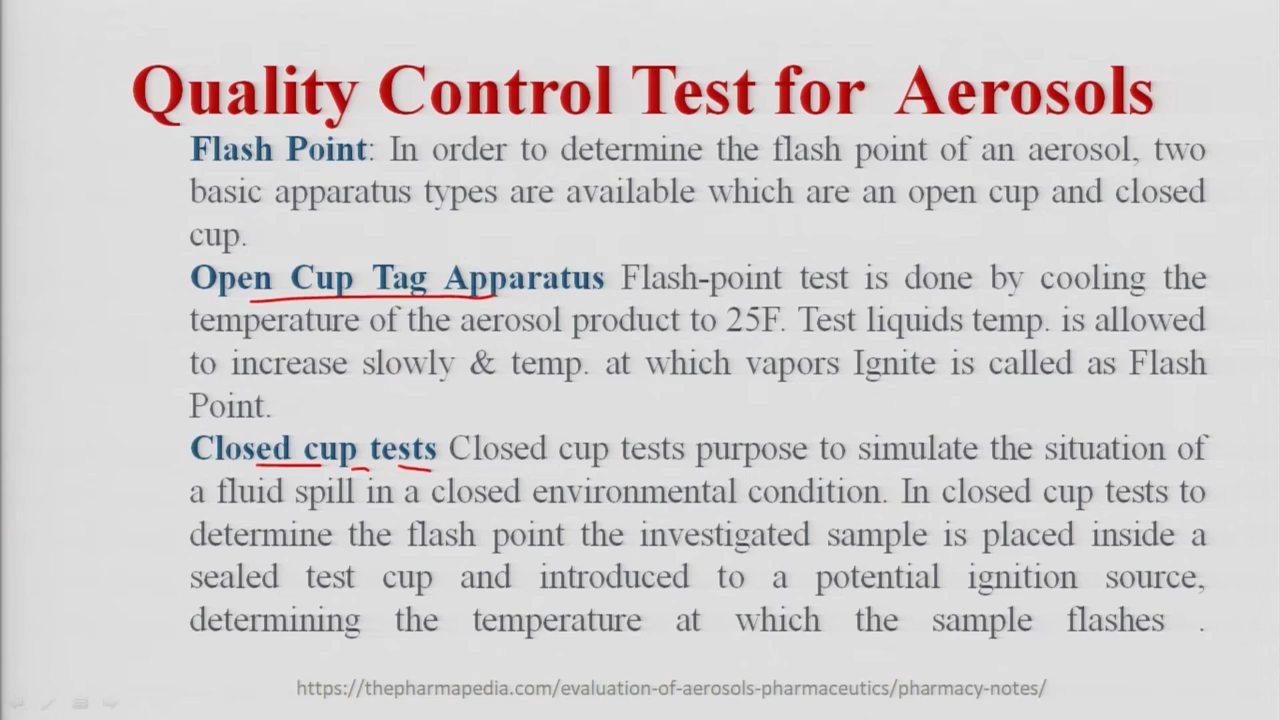 Quality Control Test for Aerosols
Flash Point: In order to determine the flash point of an aerosol, two
basic apparatus types are available which are an open cup and closed
cup.
Open Cup Tag Apparatus Flash-point test is done by cooling the
temperature of the aerosol product to 25F. Test liquids temp. is allowed
to increase slowly & temp. at which vapors Ignite is called as Flash
Point.
Closed cup tests Closed cup tests purpose to simulate the situation of
a fluid spill in a closed environmental condition. In closed cup tests to
determine the flash point the investigated sample is placed inside a
sealed test cup and introduced to a potential ignition source,
determining the temperature at which the sample flashes .
https://thepharmapedia.com/evaluation-of-aerosols-pharmaceutics/pharmacy-notes/